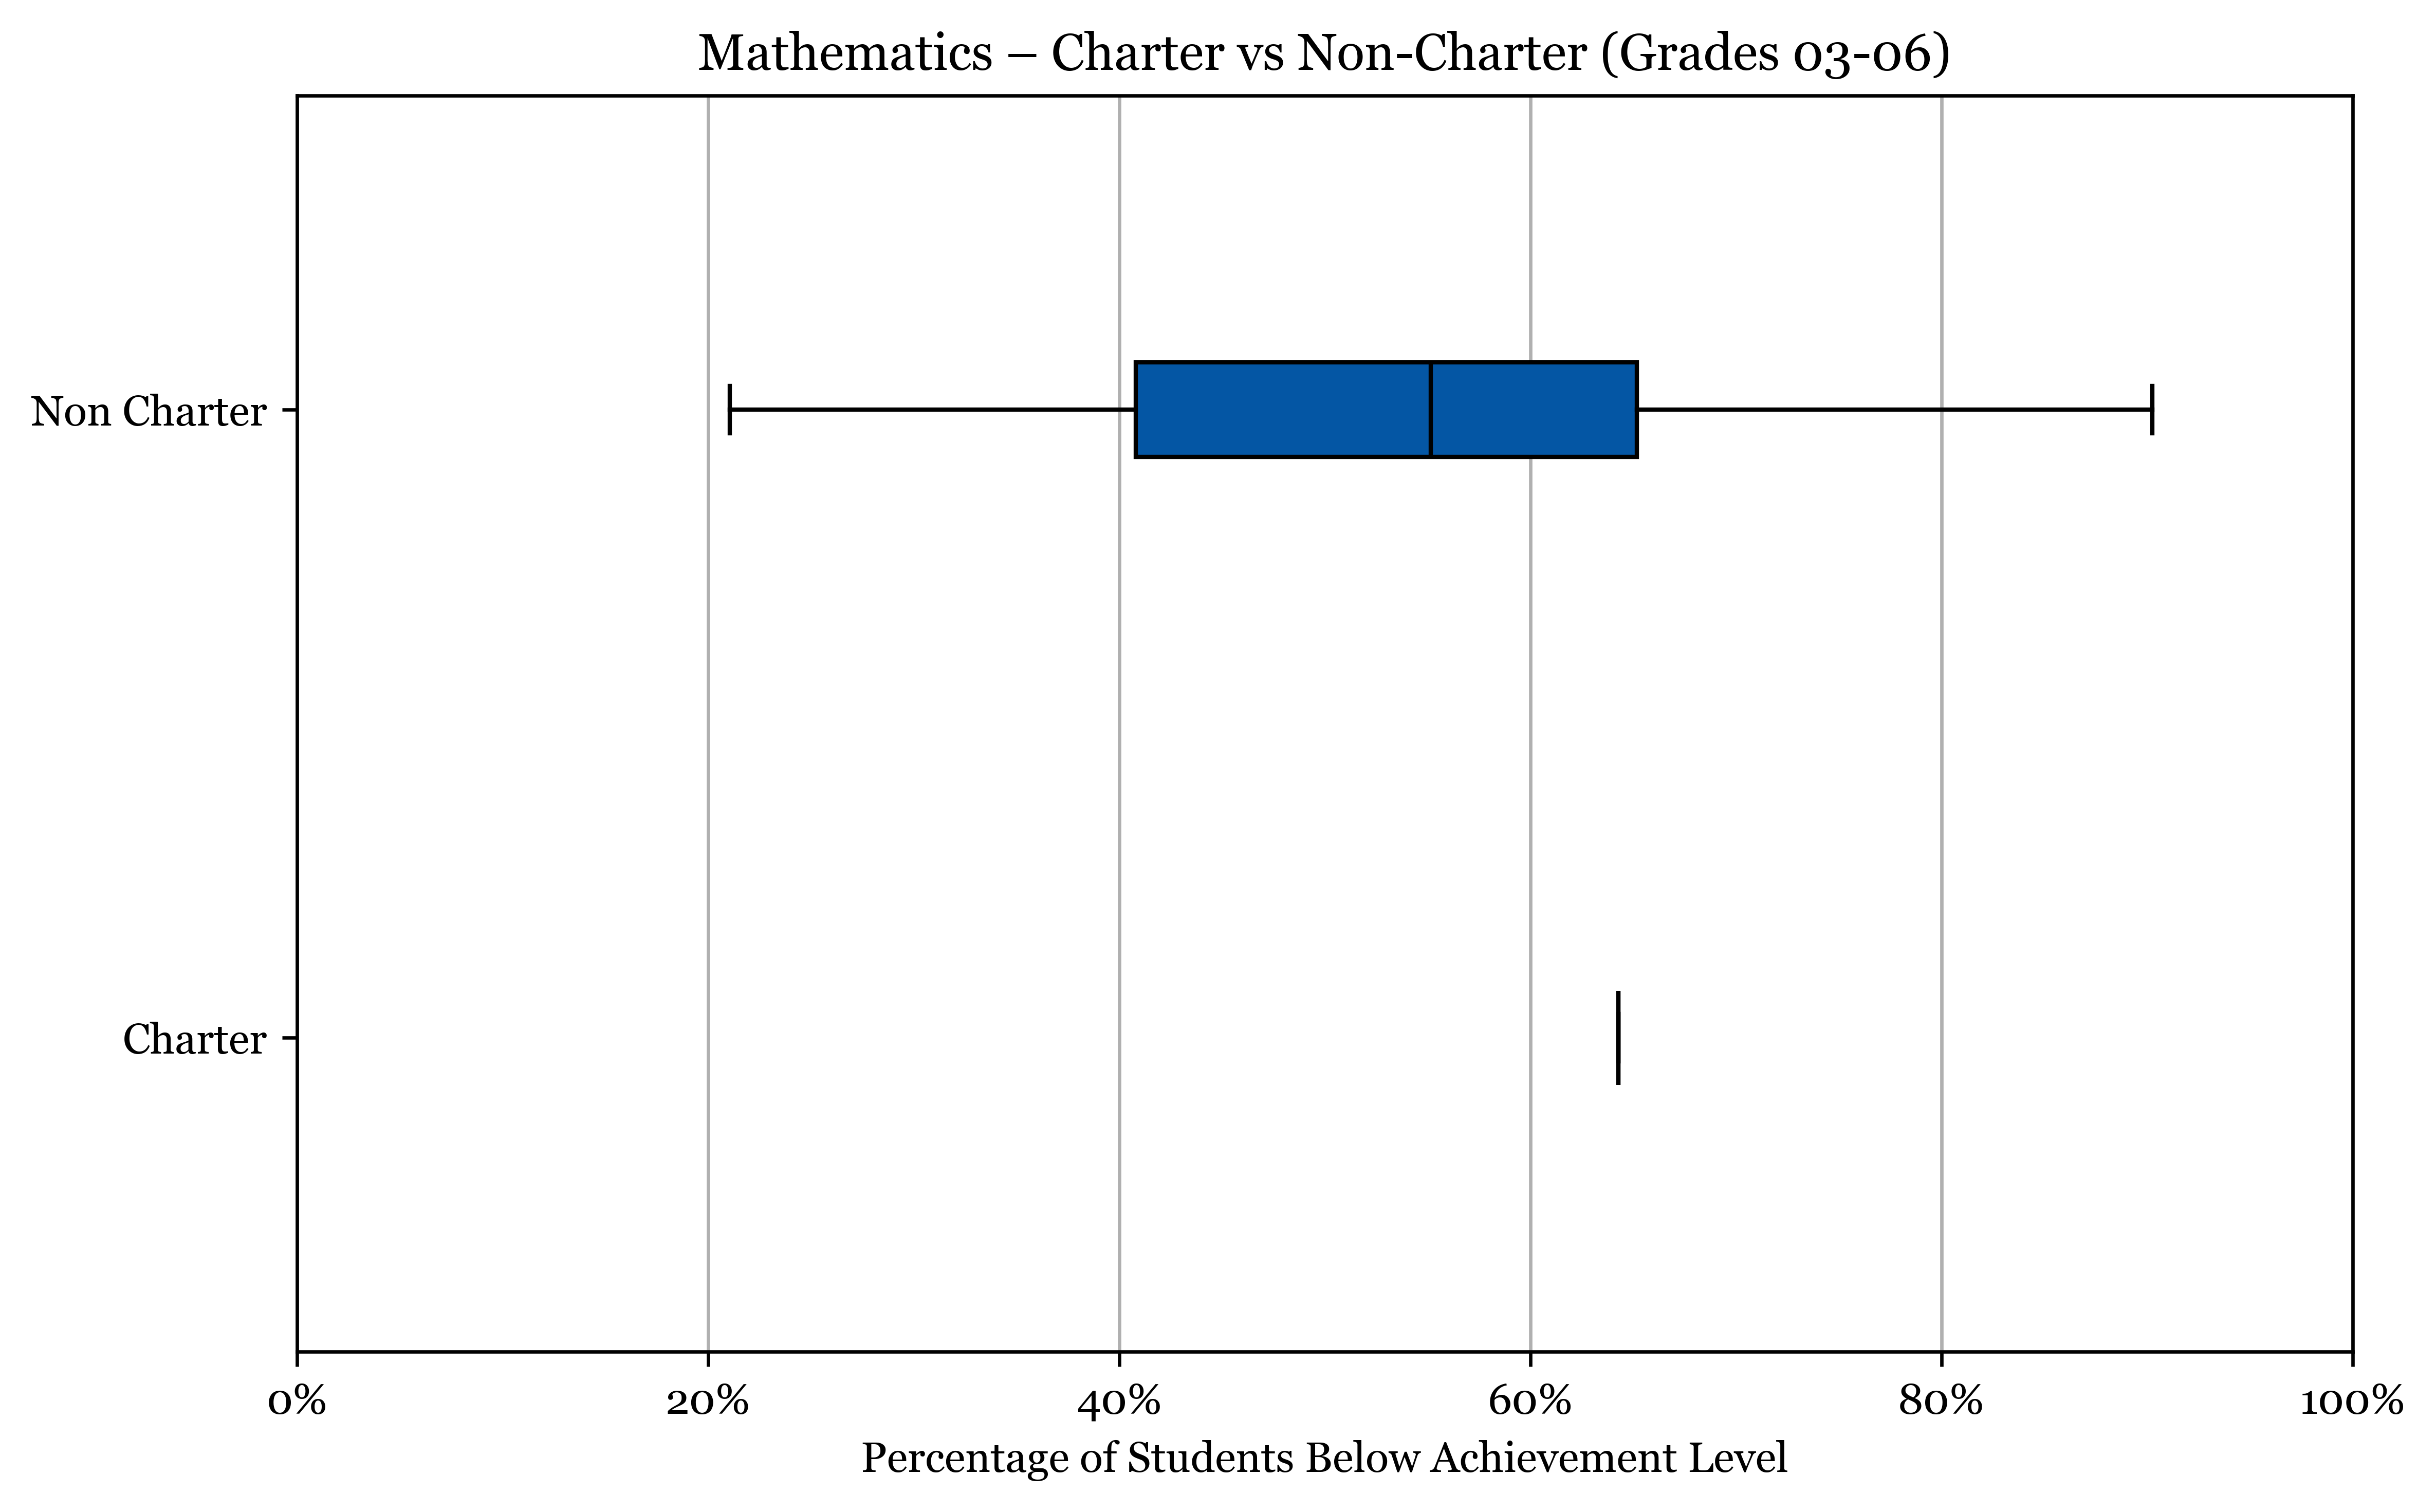 Mathematics – Charter vs Non-Charter (Grades 03-06)
Non Charter
Charter
0% 20% 40% 60% 80% 100%
Percentage of Students Below Achievement Level